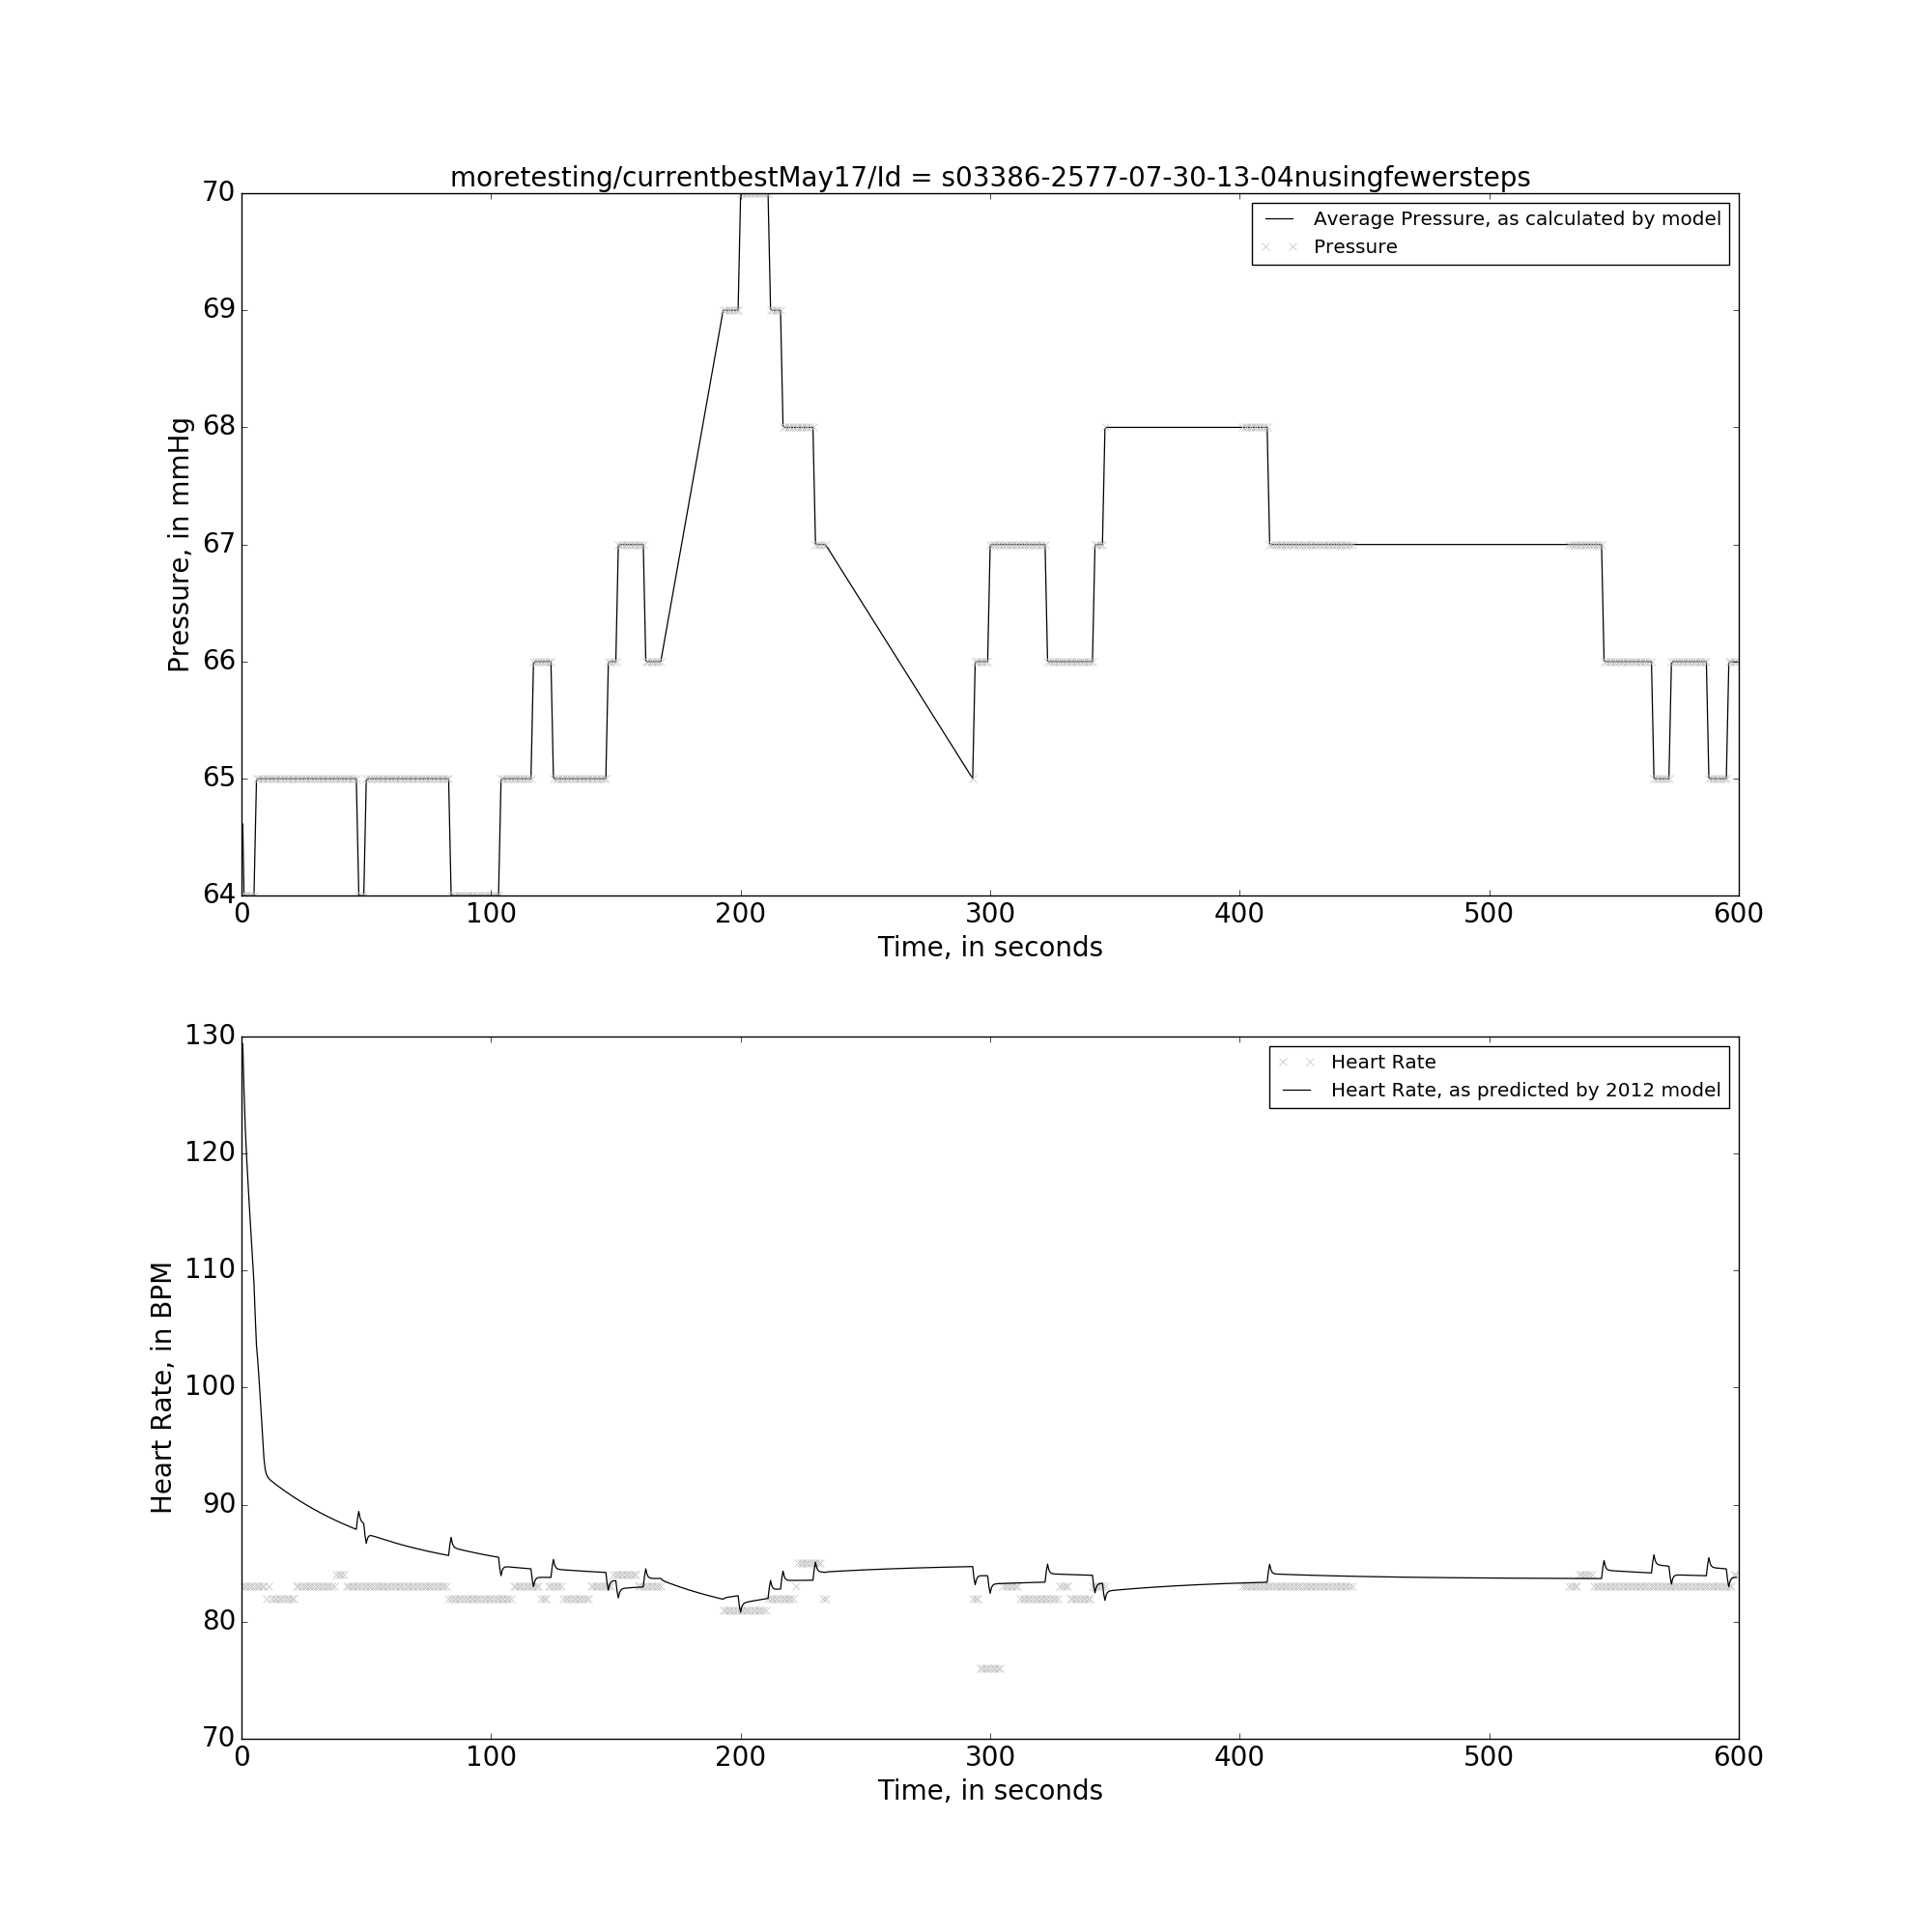 moretesting/currentbestMay17/Id = s03386-2577-07-30-13-04nusingfewersteps
70
69
68
67
66
65
64
Pressure, in mmHg
Average Pressure, as calculated by model
Pressure
0 100 200 300 400 500 600
Time, in seconds
130
120
110
100
90
80
70
Heart Rate, in BPM
Heart Rate
Heart Rate, as predicted by 2012 model
0 100 200 300 400 500 600
Time, in seconds